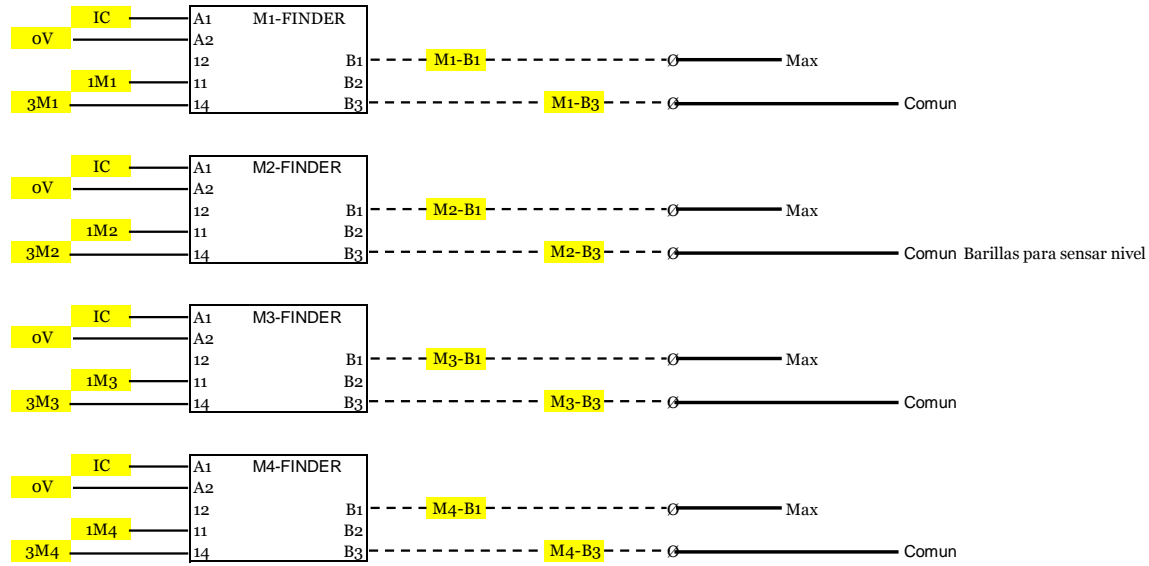 IC A1 M1-FINDER
0V A2
12 B1 M1-B1 Ø Max
1M1 11 B2
3M1 14 B3 M1-B3 Ø Comun
IC A1 M2-FINDER
0V A2
12 B1 M2-B1 Ø Max
1M2 11 B2
3M2 14 B3 M2-B3 Ø Comun Barillas para sensar nivel
IC A1 M3-FINDER
0V A2
12 B1 M3-B1 Ø Max
1M3 11 B2
3M3 14 B3 M3-B3 Ø Comun
IC A1 M4-FINDER
0V A2
12 B1 M4-B1 Ø Max
1M4 11 B2
3M4 14 B3 M4-B3 Ø Comun